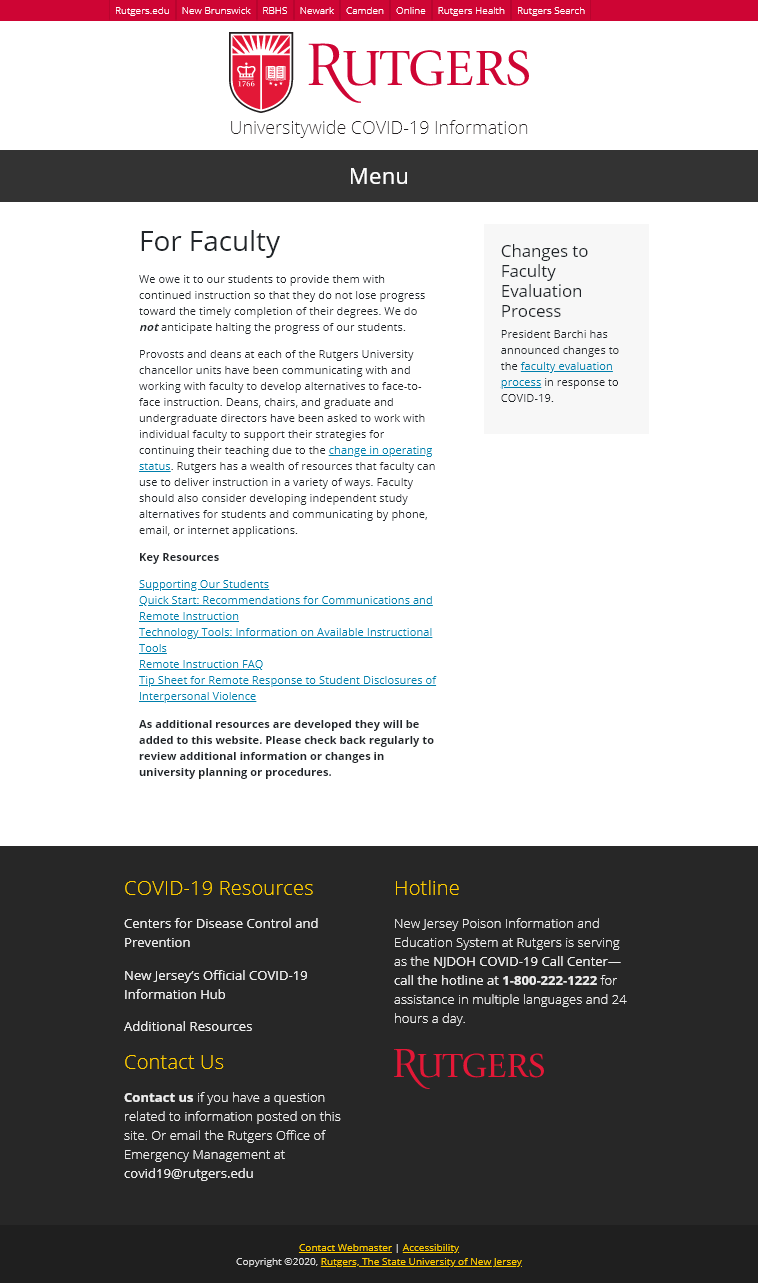 Rutgers.edu New Brunswick RBHS Newark Camden Online Rutgers Health Rutgers Search
1766
RUTGERS
Universitywide COVID-19 Information
Menu
For Faculty
We owe it to our students to provide them with
continued instruction so that they do not lose progress
toward the timely completion of their degrees. We do
not anticipate halting the progress of our students.
Provosts and deans at each of the Rutgers University
chancellor units have been communicating with and
working with faculty to develop alternatives to face-to-
face instruction. Deans, chairs, and graduate and
undergraduate directors have been asked to work with
individual faculty to support their strategies for
continuing their teaching due to the change in operating
status. Rutgers has a wealth of resources that faculty can
use to deliver instruction in a variety of ways. Faculty
should also consider developing independent study
alternatives for students and communicating by phone,
email, or internet applications.
Key Resources
Supporting Our Students
Quick Start: Recommendations for Communications and
Remote Instruction
Technology Tools: Information on Available Instructional
Tools
Remote Instruction FAQ
Tip Sheet for Remote Response to Student Disclosures of
Interpersonal Violence
As additional resources are developed they will be
added to this website. Please check back regularly to
review additional information or changes in
university planning or procedures.
Changes to
Faculty
Evaluation
Process
President Barchi has
announced changes to
the faculty evaluation
process in response to
COVID-19.
COVID-19 Resources
Centers for Disease Control and
Prevention
New Jersey’s Official COVID-19
Information Hub
Additional Resources
Contact Us
Contact us if you have a question
related to information posted on this
site. Or email the Rutgers Office of
Emergency Management at
covid19@rutgers.edu
Hotline
New Jersey Poison Information and
Education System at Rutgers is serving
as the NJDOH COVID-19 Call Center—
call the hotline at 1-800-222-1222 for
assistance in multiple languages and 24
hours a day.
RUTGERS
Contact Webmaster | Accessibility
Copyright ©2020, Rutgers, The State University of New Jersey